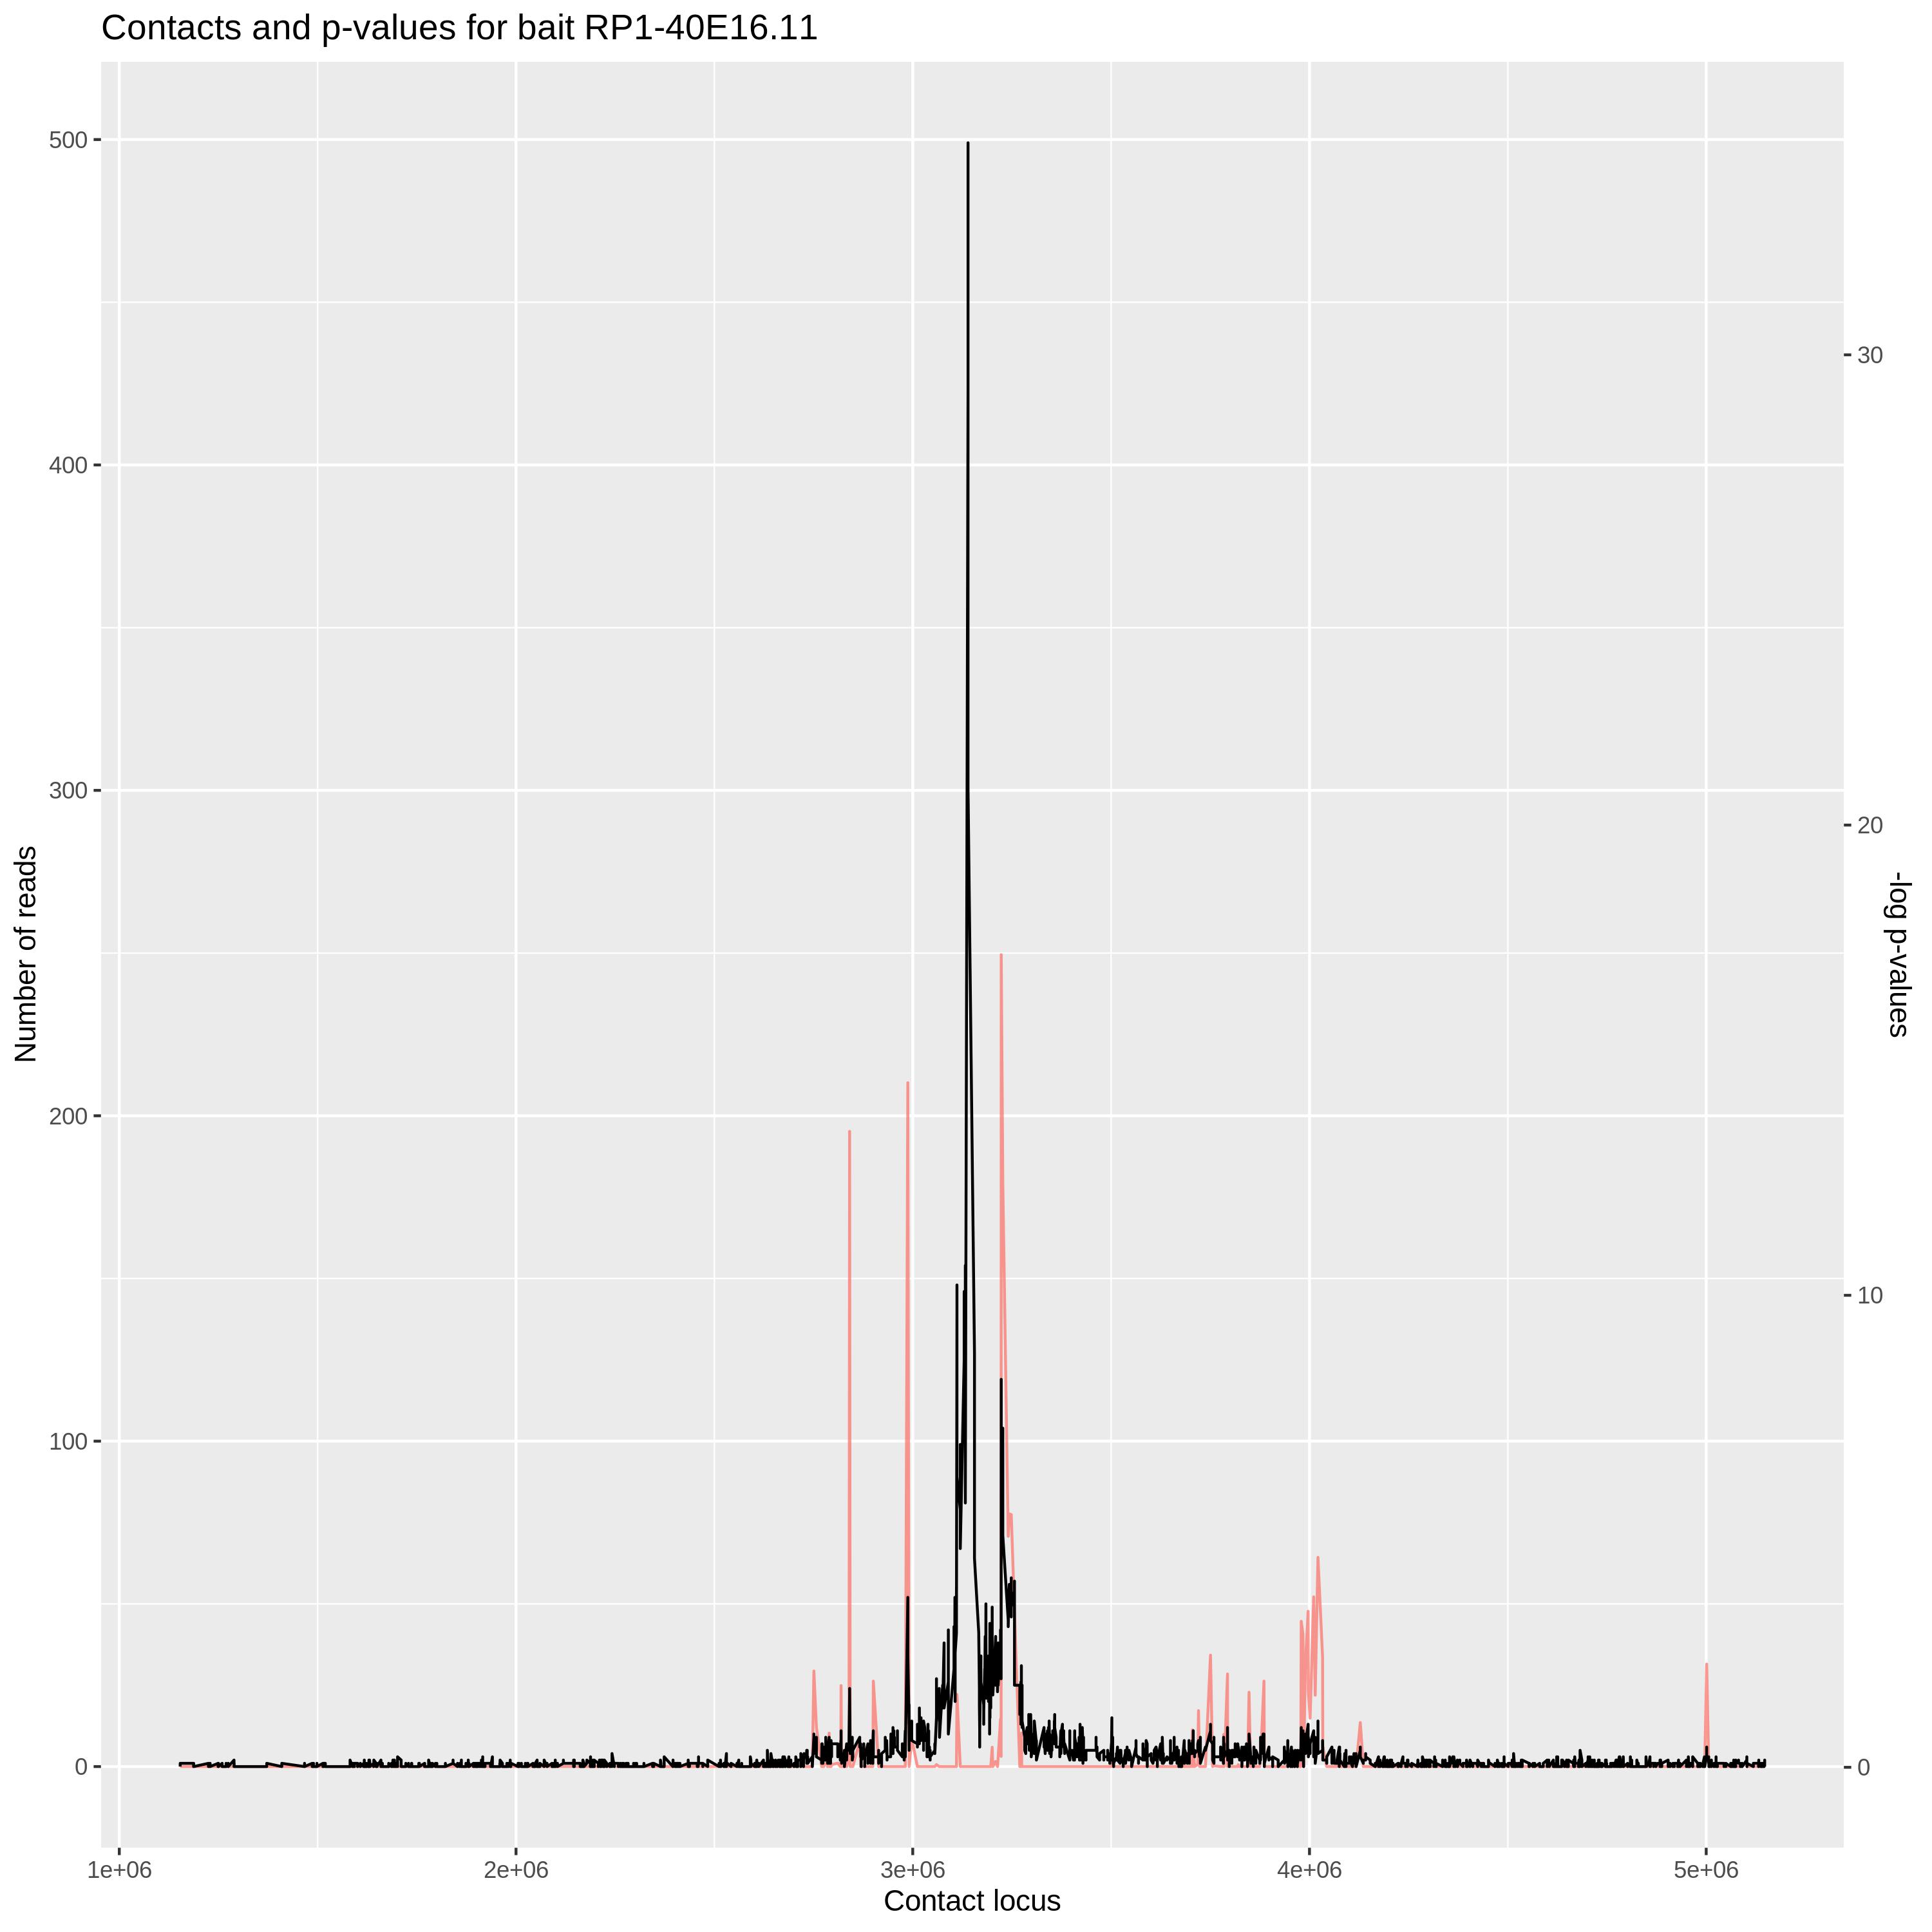 Contacts and p-values for bait RP1-40E16.11
500
400
300
200
100
0
Number of reads
30
20
10
0
-log p-values
1e+06
2e+06
3e+06
4e+06
5e+06
Contact locus